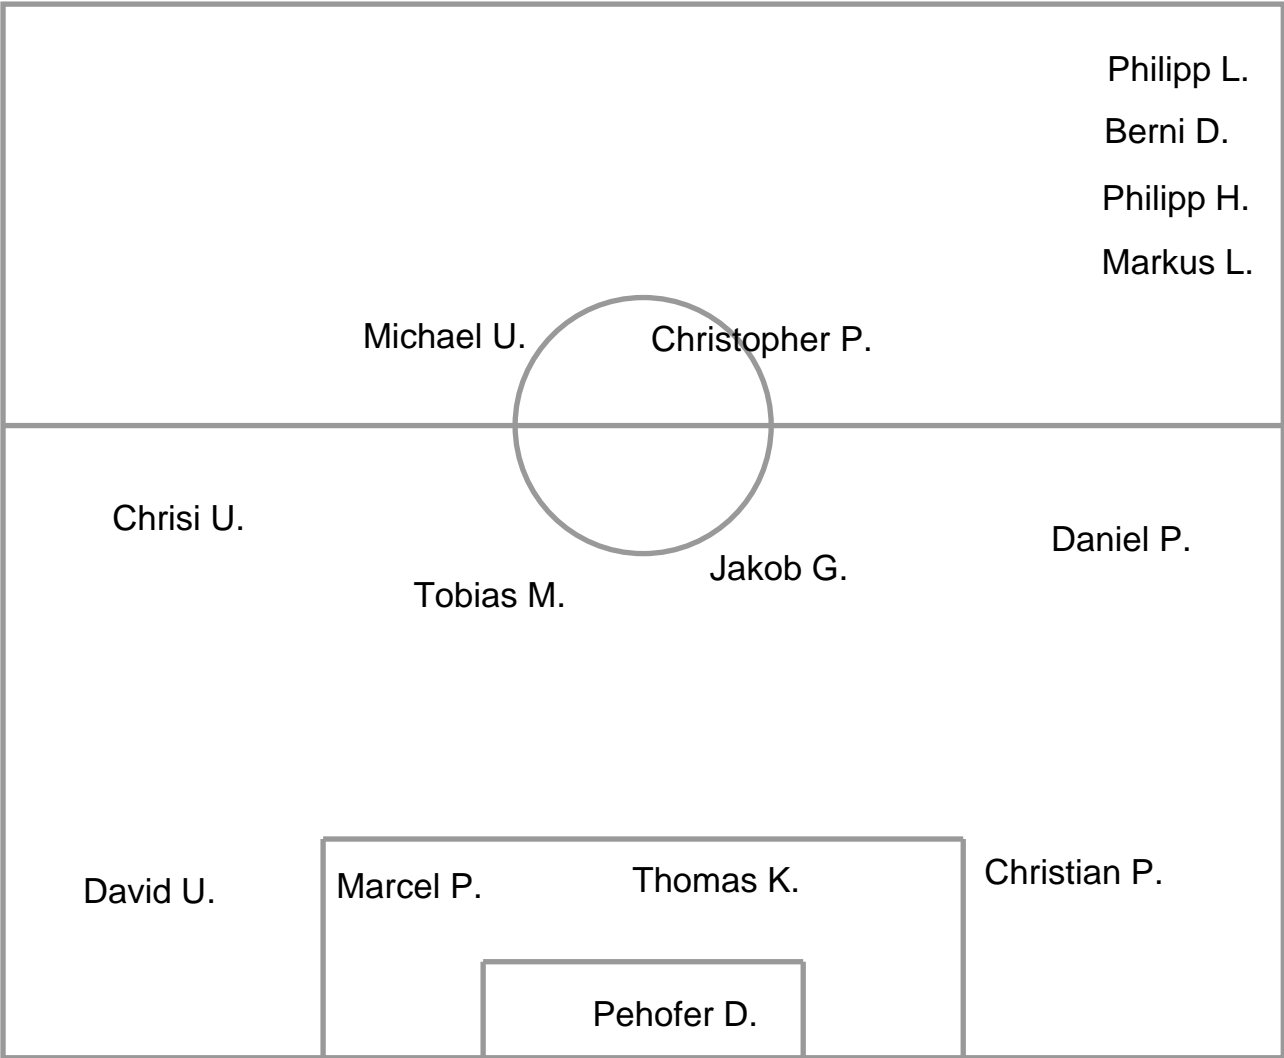 Philipp L.
Berni D.
Philipp H.
Markus L.
Michael U.
Christopher P.
Chrisi U.
Daniel P.
Jakob G.
Tobias M.
David U.
Marcel P.
Thomas K.
Christian P.
Pehofer D.